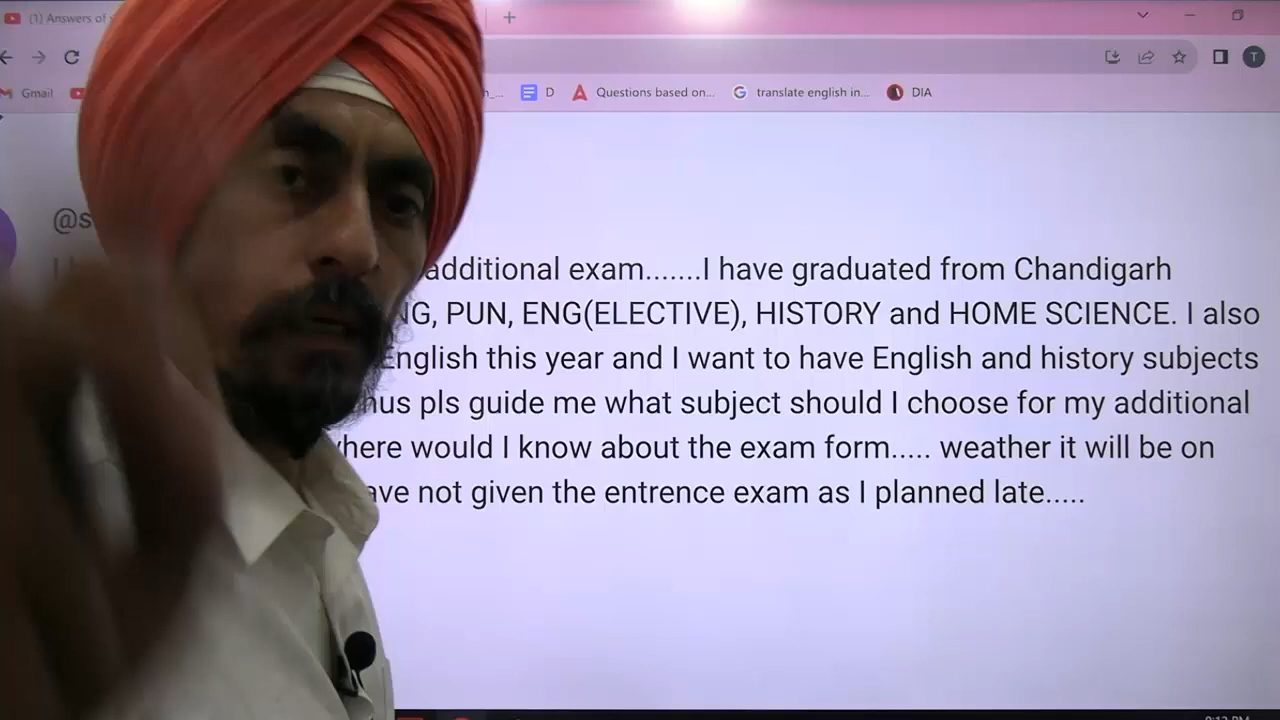 (1) Answers of
Gmail
D
Questions based on...
translate english in...
DIA
T
@s
additional exam.......I have graduated from Chandigarh
NG, PUN, ENG(ELECTIVE), HISTORY and HOME SCIENCE. I also
English this year and I want to have English and history subjects
hus pls guide me what subject should I choose for my additional
where would I know about the exam form..... weather it will be on
ave not given the entrence exam as I planned late.....